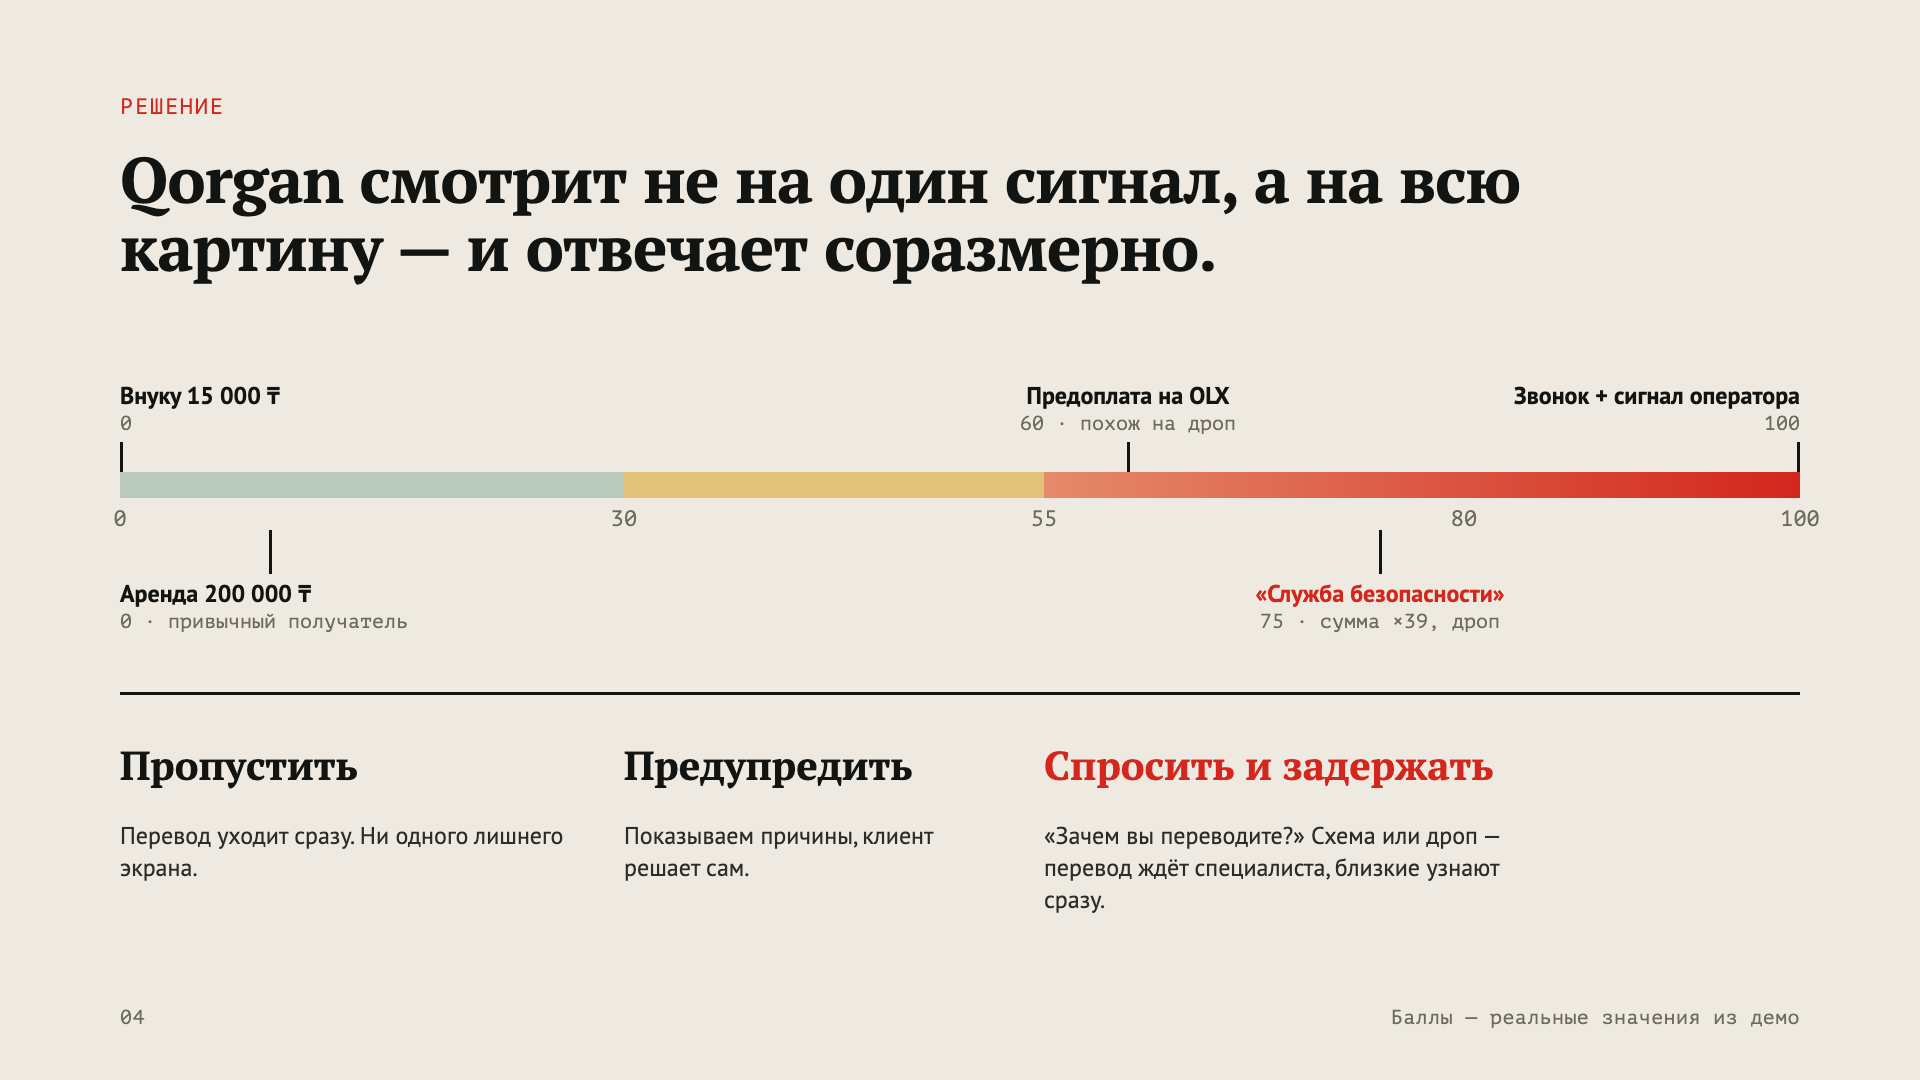 РЕШЕНИЕ
Qorgan смотрит не на один сигнал, а на всю
картину — и отвечает соразмерно.
Внуку 15 000 ₸
0
Предоплата на OLX
60 · похож на дроп
Звонок + сигнал оператора
100
0 30 55 80 100
Аренда 200 000 ₸
0 · привычный получатель
«Служба безопасности»
75 · сумма ×39, дроп
Пропустить
Перевод уходит сразу. Ни одного лишнего
экрана.
Предупредить
Показываем причины, клиент
решает сам.
Спросить и задержать
«Зачем вы переводите?» Схема или дроп —
перевод ждёт специалиста, близкие узнают
сразу.
04
Баллы — реальные значения из демо